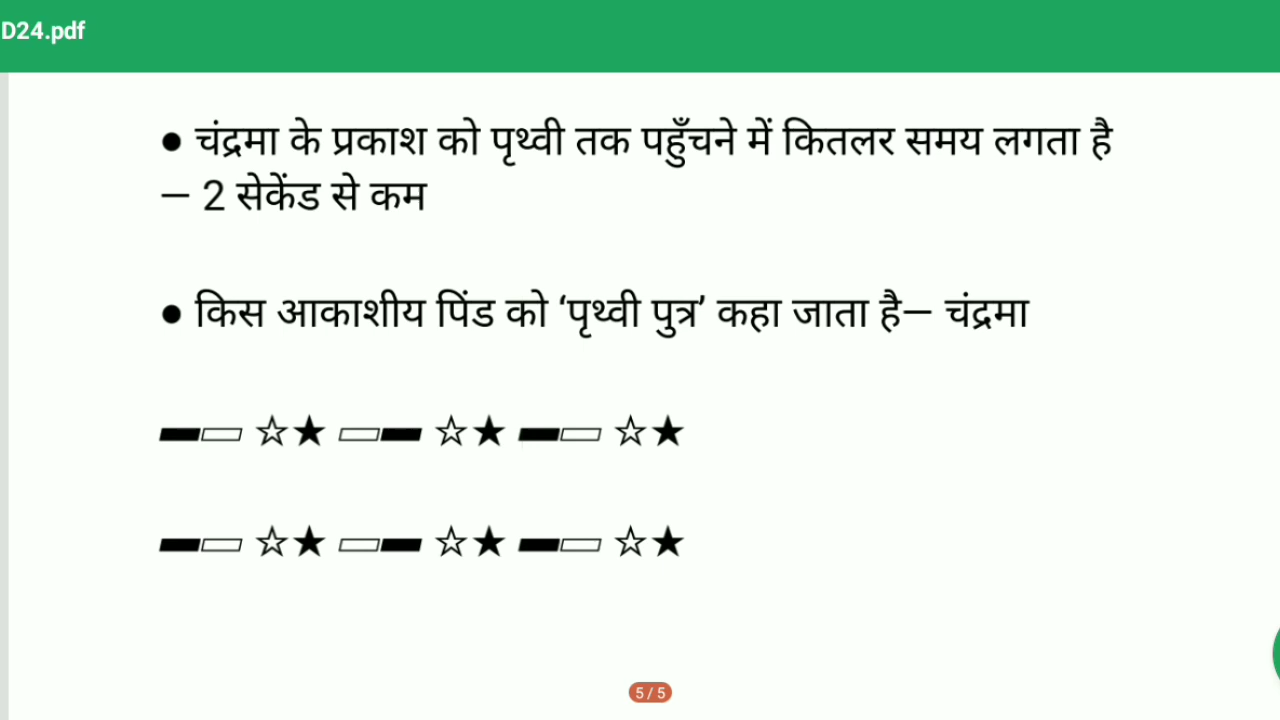 D24.pdf
● चंद्रमा के प्रकाश को पृथ्वी तक पहुँचने में कितलर समय लगता है
— 2 सेकेंड से कम
● किस आकाशीय पिंड को ‘पृथ्वी पुत्र’ कहा जाता है— चंद्रमा
▰▱ ☆★ ▱▰ ☆★ ▰▱ ☆★
▰▱ ☆★ ▱▰ ☆★ ▰▱ ☆★
5 / 5